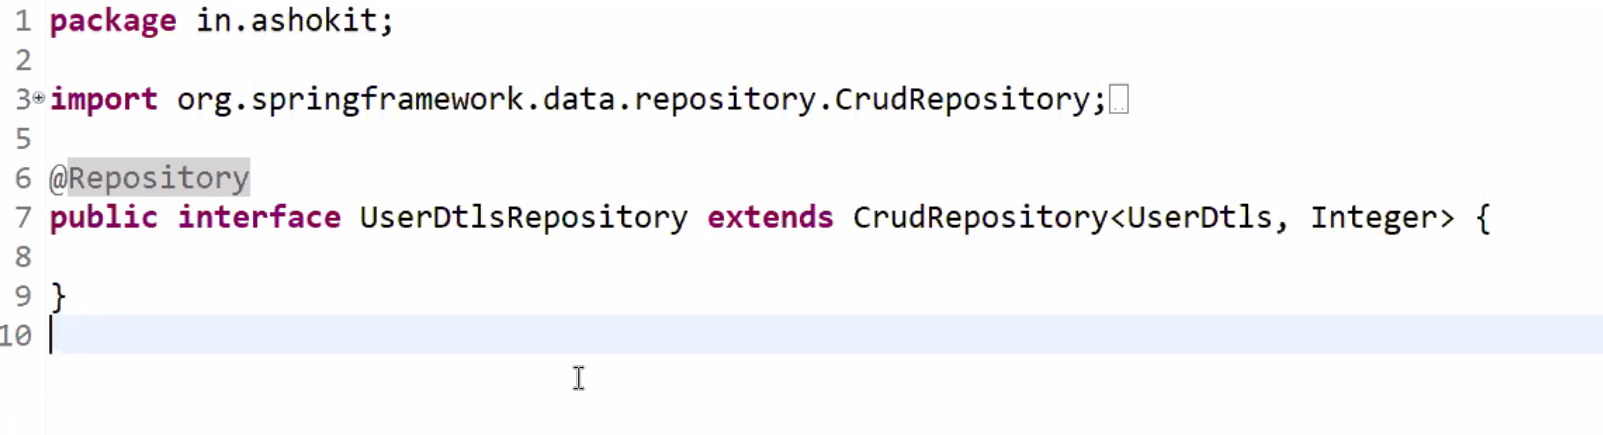 1 package in.ashokit;
2
3 import org.springframework.data.repository.CrudRepository;
5
6 @Repository
7 public interface UserDtlsRepository extends CrudRepository<UserDtls, Integer> {
8
9 }
10